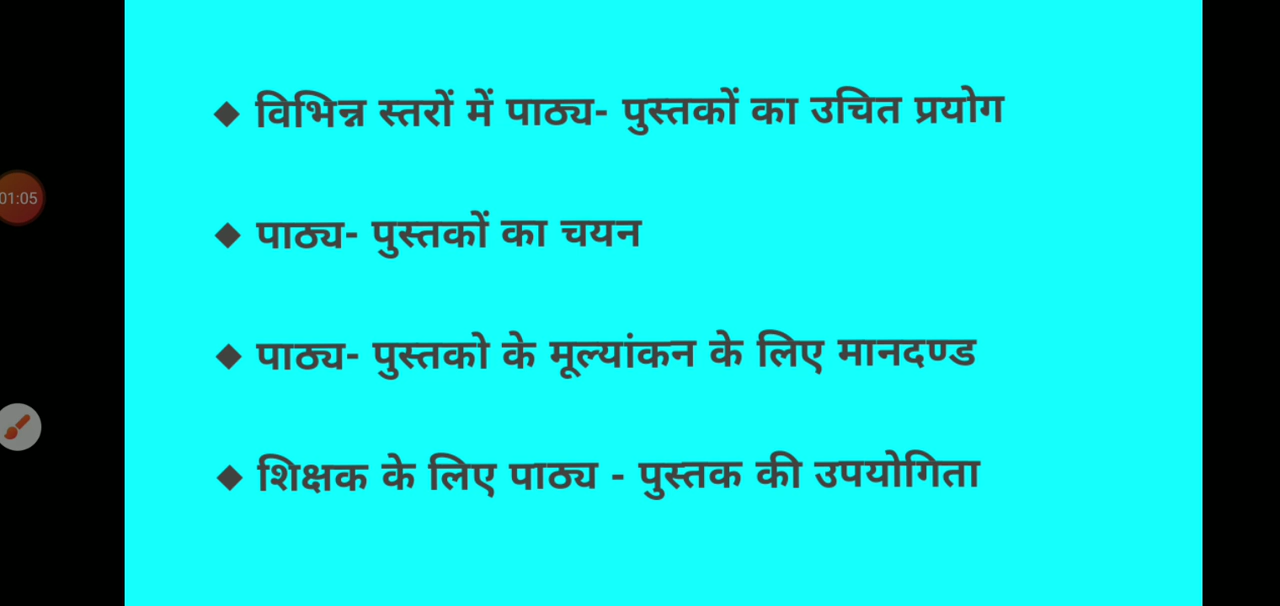 ◆ विभिन्न स्तरों में पाठ्य- पुस्तकों का उचित प्रयोग
01:05
◆ पाठ्य- पुस्तकों का चयन
◆ पाठ्य- पुस्तको के मूल्यांकन के लिए मानदण्ड
◆ शिक्षक के लिए पाठ्य - पुस्तक की उपयोगिता